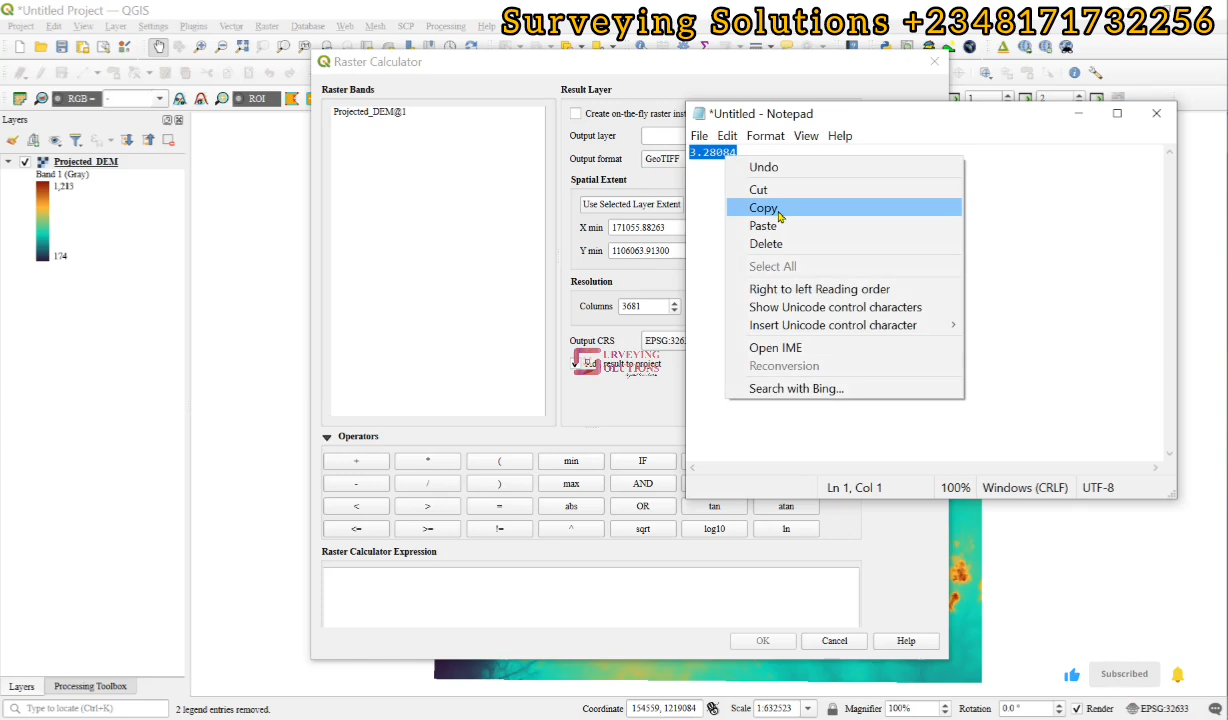 *Untitled Project — QGIS
Surveying Solutions +2348171732256
Project Edit View Layer Settings Plugins Vector Raster Database Web Mesh SCP Processing Help
Raster Calculator
RGB = - ROI 1 2
Layers
Projected_DEM
Band 1 (Gray)
1,213
174
Raster Bands
Projected_DEM@1
Result Layer
Create on-the-fly raster inst
Output layer
Output format GeoTIFF
Spatial Extent
Use Selected Layer Extent
X min 171055.88263
Y min 1106063.91300
Resolution
Columns 3681
Output CRS EPSG:326
result to project
*Untitled - Notepad
File Edit Format View Help
3.28084
Undo
Cut
Copy
Paste
Delete
Select All
Right to left Reading order
Show Unicode control characters
Insert Unicode control character
Open IME
Reconversion
Search with Bing...
Ln 1, Col 1 100% Windows (CRLF) UTF-8
Operators
+ * ( min IF
- / ) max AND
< > = abs OR tan atan
<= >= != ^ sqrt log10 ln
Raster Calculator Expression
OK Cancel Help
Subscribed
Layers Processing Toolbox
Type to locate (Ctrl+K) 2 legend entries removed. Coordinate 154559, 1219084 Scale 1:632523 Magnifier 100% Rotation 0.0 ° Render EPSG:32633